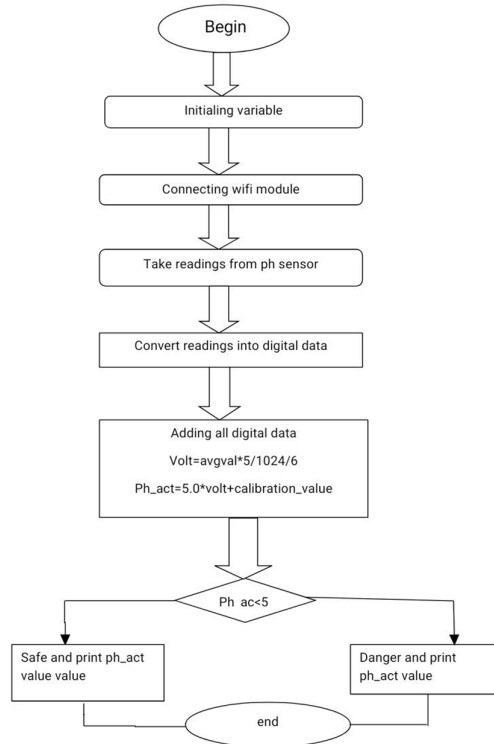 Begin
Initialing variable
Connecting wifi module
Take readings from ph sensor
Convert readings into digital data
Adding all digital data
Volt=avgval*5/1024/6
Ph_act=5.0*volt+calibration_value
Ph ac<5
Safe and print ph_act
value value
Danger and print
ph_act value
end